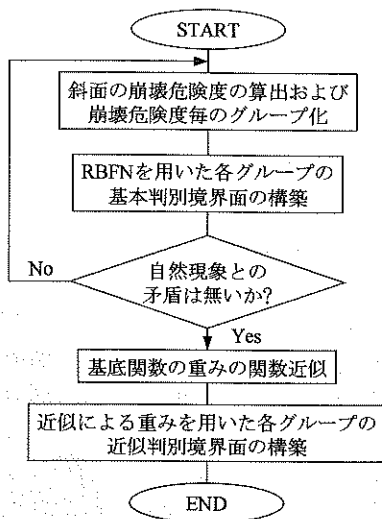 START
斜面の崩壊危険度の算出および
崩壊危険度毎のグループ化
RBFNを用いた各グループの
基本判別境界面の構築
自然現象との
矛盾は無いか?
No
Yes
基底関数の重みの関数近似
近似による重みを用いた各グループの
近似判別境界面の構築
END